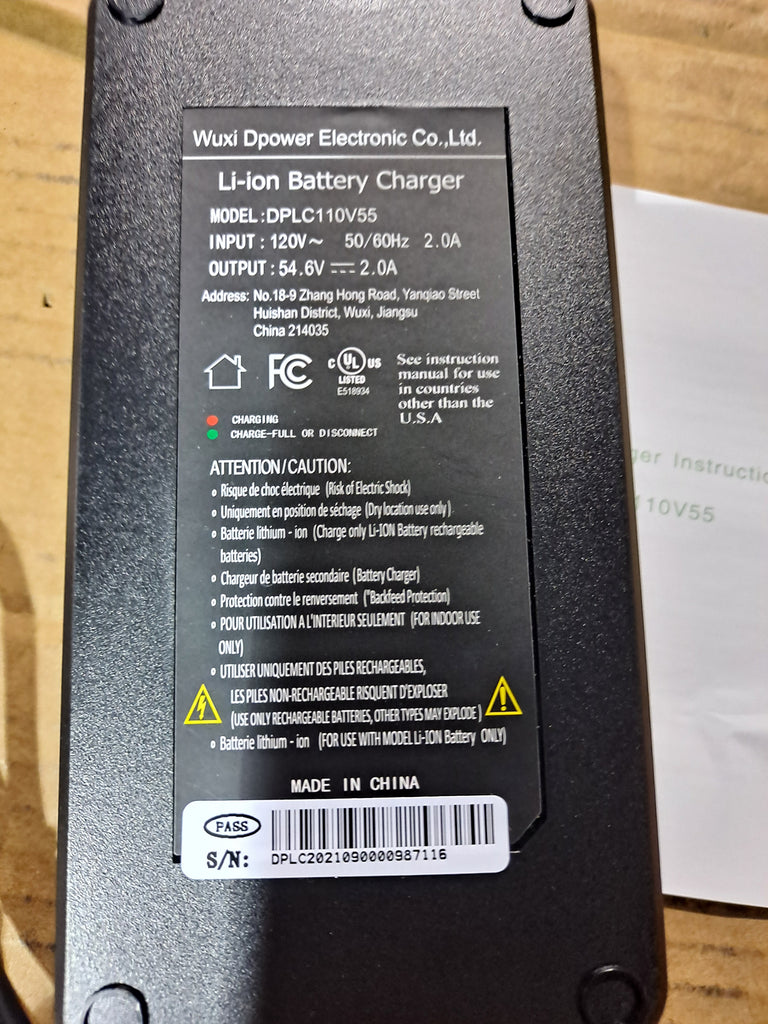 Wuxi Dpower Electronic Co.,Ltd.
Li-ion Battery Charger
MODEL:DPLC110V55
INPUT: 120V~ 50/60Hz 2.0A
OUTPUT: 54.6V⎓2.0A
Address: No.18-9 Zhang Hong Road, Yanqiao Street
Huishan District, Wuxi, Jiangsu
China 214035
FC
c UL US
LISTED
E518934
See instruction
manual for use
in countries
other than the
U.S.A
CHARGING
CHARGE-FULL OR DISCONNECT
ATTENTION/CAUTION:
• Risque de choc électrique (Risk of Electric Shock)
• Uniquement en position de séchage (Dry location use only)
• Batterie lithium - ion (Charge only Li-ION Battery rechargeable
batteries)
• Chargeur de batterie secondaire (Battery Charger)
• Protection contre le renversement ("Backfeed Protection)
• POUR UTILISATION A L'INTERIEUR SEULEMENT (FOR INDOOR USE
ONLY)
• UTILISER UNIQUEMENT DES PILES RECHARGEABLES,
LES PILES NON-RECHARGEABLE RISQUENT D'EXPLOSER
(USE ONLY RECHARGEABLE BATTERIES, OTHER TYPES MAY EXPLODE)
• Batterie lithium - ion (FOR USE WITH MODEL Li-ION Battery ONLY)
MADE IN CHINA
PASS
S/N:
DPLC2021090000987116
ger Instructio
110V55